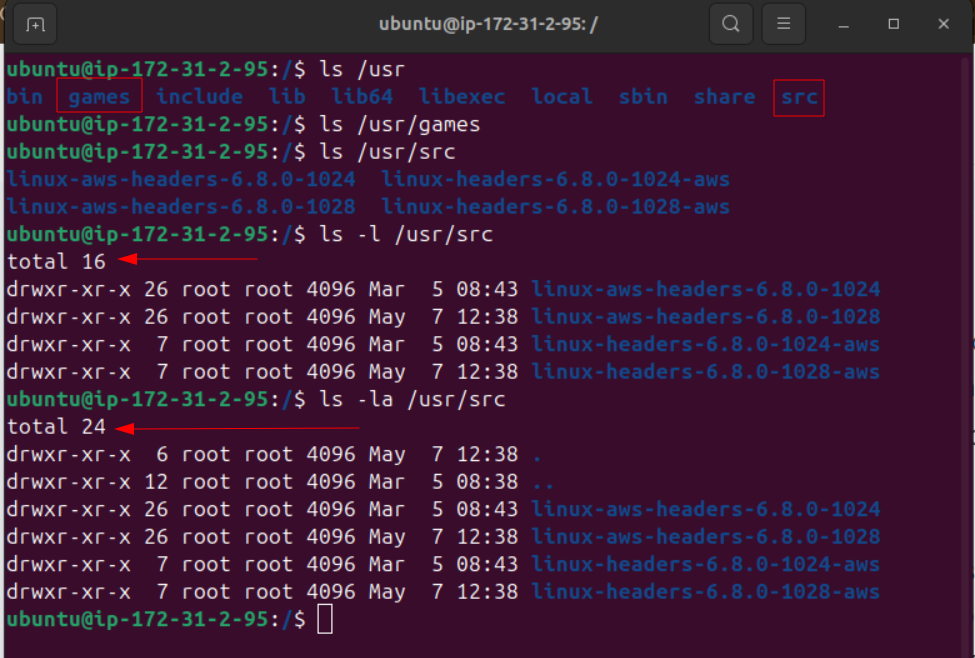 ubuntu@ip-172-31-2-95: /
ubuntu@ip-172-31-2-95:/$ ls /usr
bin games include lib lib64 libexec local sbin share src
ubuntu@ip-172-31-2-95:/$ ls /usr/games
ubuntu@ip-172-31-2-95:/$ ls /usr/src
linux-aws-headers-6.8.0-1024 linux-headers-6.8.0-1024-aws
linux-aws-headers-6.8.0-1028 linux-headers-6.8.0-1028-aws
ubuntu@ip-172-31-2-95:/$ ls -l /usr/src
total 16
drwxr-xr-x 26 root root 4096 Mar  5 08:43 linux-aws-headers-6.8.0-1024
drwxr-xr-x 26 root root 4096 May  7 12:38 linux-aws-headers-6.8.0-1028
drwxr-xr-x  7 root root 4096 Mar  5 08:43 linux-headers-6.8.0-1024-aws
drwxr-xr-x  7 root root 4096 May  7 12:38 linux-headers-6.8.0-1028-aws
ubuntu@ip-172-31-2-95:/$ ls -la /usr/src
total 24
drwxr-xr-x  6 root root 4096 May  7 12:38 .
drwxr-xr-x 12 root root 4096 Mar  5 08:38 ..
drwxr-xr-x 26 root root 4096 Mar  5 08:43 linux-aws-headers-6.8.0-1024
drwxr-xr-x 26 root root 4096 May  7 12:38 linux-aws-headers-6.8.0-1028
drwxr-xr-x  7 root root 4096 Mar  5 08:43 linux-headers-6.8.0-1024-aws
drwxr-xr-x  7 root root 4096 May  7 12:38 linux-headers-6.8.0-1028-aws
ubuntu@ip-172-31-2-95:/$